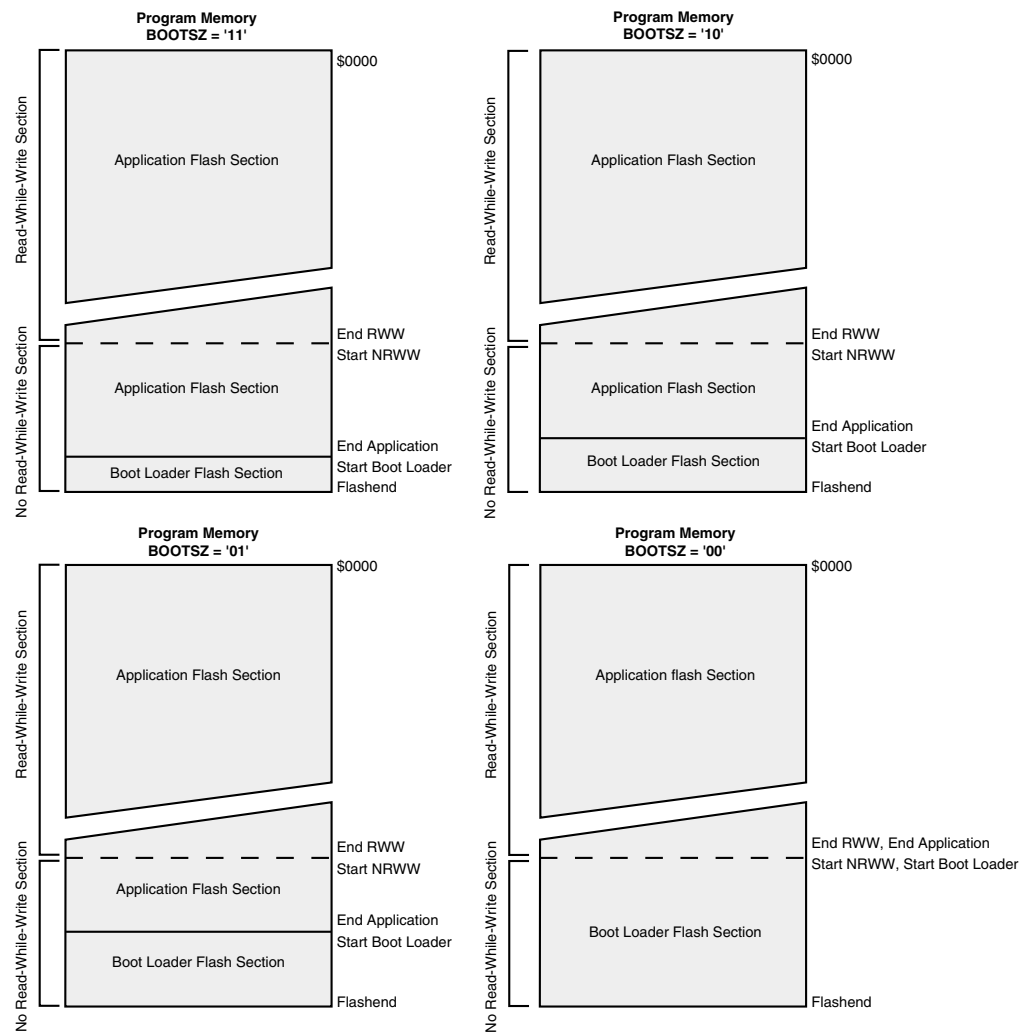 Program Memory
BOOTSZ = '11'
$0000
Read-While-Write Section
Application Flash Section
End RWW
Start NRWW
No Read-While-Write Section
Application Flash Section
End Application
Start Boot Loader
Boot Loader Flash Section
Flashend
Program Memory
BOOTSZ = '10'
$0000
Read-While-Write Section
Application Flash Section
End RWW
Start NRWW
No Read-While-Write Section
Application Flash Section
End Application
Start Boot Loader
Boot Loader Flash Section
Flashend
Program Memory
BOOTSZ = '01'
$0000
Read-While-Write Section
Application Flash Section
End RWW
Start NRWW
No Read-While-Write Section
Application Flash Section
End Application
Start Boot Loader
Boot Loader Flash Section
Flashend
Program Memory
BOOTSZ = '00'
$0000
Read-While-Write Section
Application flash Section
End RWW, End Application
Start NRWW, Start Boot Loader
No Read-While-Write Section
Boot Loader Flash Section
Flashend